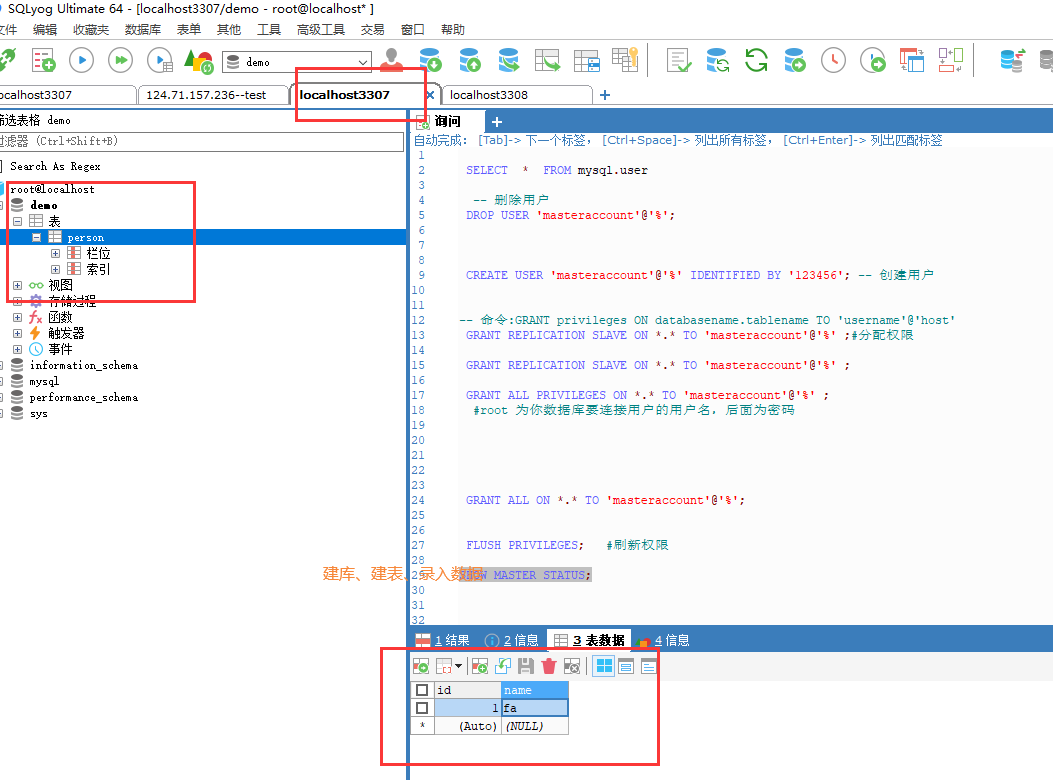 SQLyog Ultimate 64 - [localhost3307/demo - root@localhost* ]
文件 编辑 收藏夹 数据库 表单 其他 工具 高级工具 交易 窗口 帮助
demo
ocalhost3307 124.71.157.236--test localhost3307 × localhost3308 +
筛选表格 demo
过滤器 (Ctrl+Shift+B)
Search As Regex
root@localhost
demo
表
person
栏位
索引
视图
存储过程
函数
触发器
事件
information_schema
mysql
performance_schema
sys
询问 +
自动完成： [Tab]-> 下一个标签， [Ctrl+Space]-> 列出所有标签， [Ctrl+Enter]-> 列出匹配标签
1
2 SELECT * FROM mysql.user
3
4 -- 删除用户
5 DROP USER 'masteraccount'@'%';
6
7
8
9 CREATE USER 'masteraccount'@'%' IDENTIFIED BY '123456'; -- 创建用户
10
11
12 -- 命令:GRANT privileges ON databasename.tablename TO 'username'@'host'
13 GRANT REPLICATION SLAVE ON *.* TO 'masteraccount'@'%' ;#分配权限
14
15 GRANT REPLICATION SLAVE ON *.* TO 'masteraccount'@'%' ;
16
17 GRANT ALL PRIVILEGES ON *.* TO 'masteraccount'@'%' ;
18 #root 为你数据库要连接用户的用户名，后面为密码
19
20
21
22
23
24 GRANT ALL ON *.* TO 'masteraccount'@'%';
25
26
27 FLUSH PRIVILEGES; #刷新权限
28
建库、建表、录入数据
29 SHOW MASTER STATUS;
30
31
32
1 结果 2 信息 3 表数据 4 信息
id name
1 fa
* (Auto) (NULL)